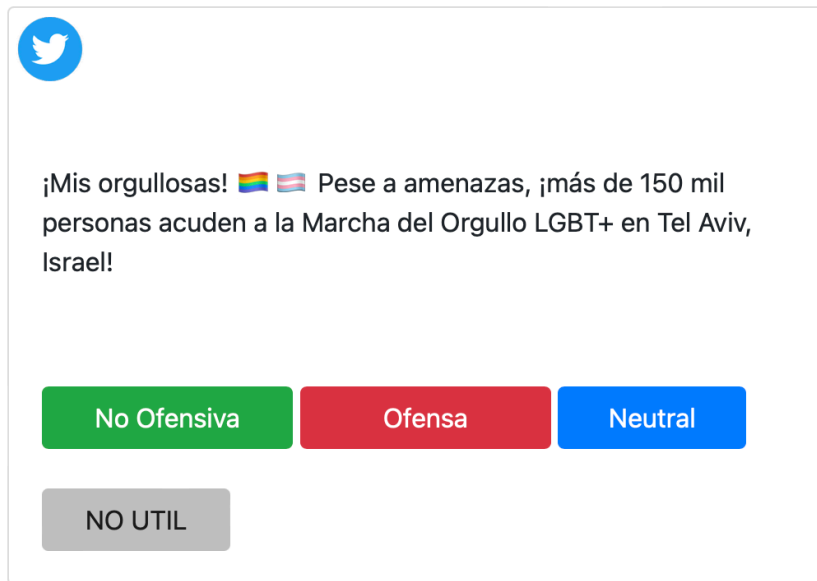 ¡Mis orgullosas! 🏳️‍🌈 🏳️‍⚧️ Pese a amenazas, ¡más de 150 mil
personas acuden a la Marcha del Orgullo LGBT+ en Tel Aviv,
Israel!
No Ofensiva Ofensa Neutral
NO UTIL